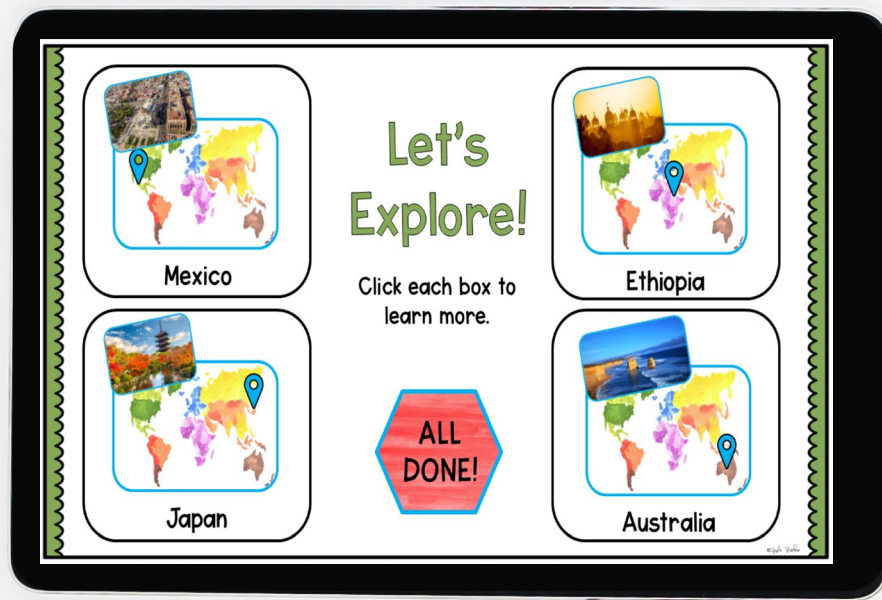 Let's
Explore!
Click each box to
learn more.
Mexico
Ethiopia
Japan
Australia
ALL
DONE!